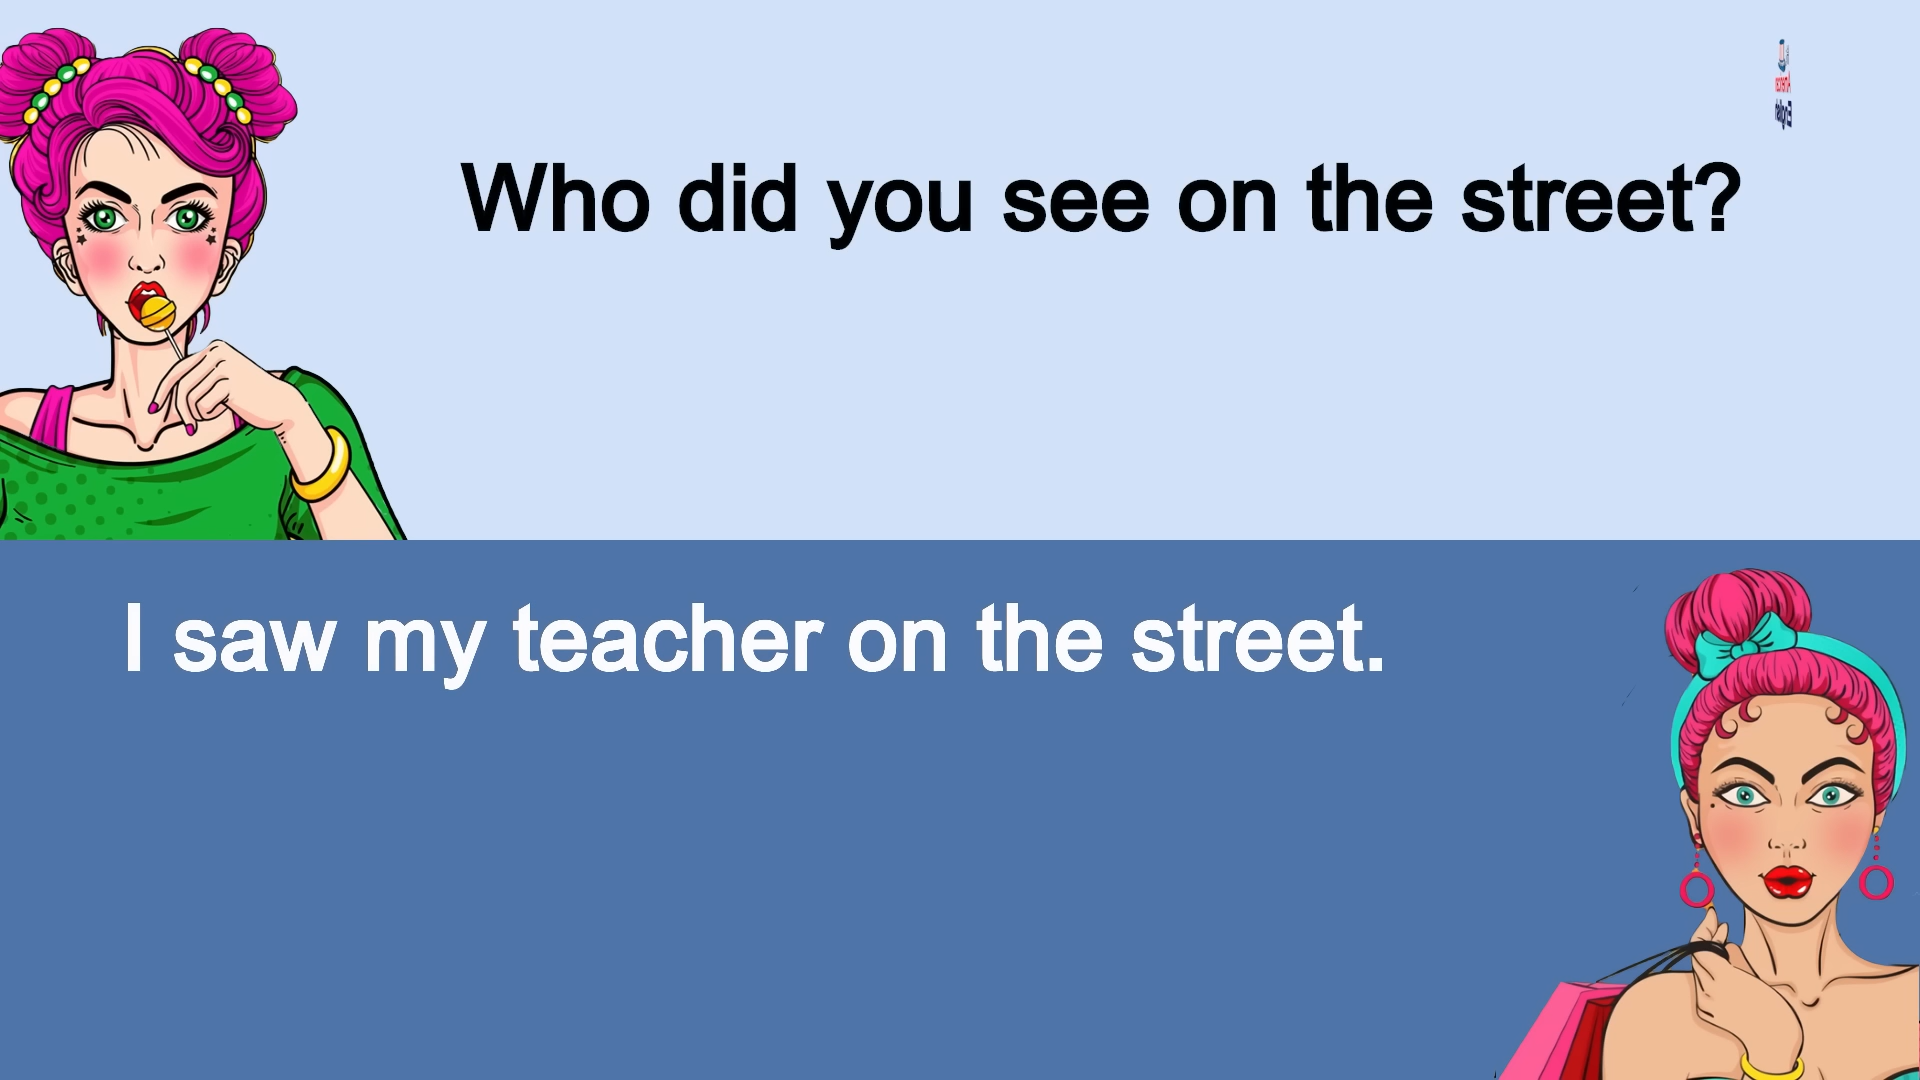 Who did you see on the street?
I saw my teacher on the street.